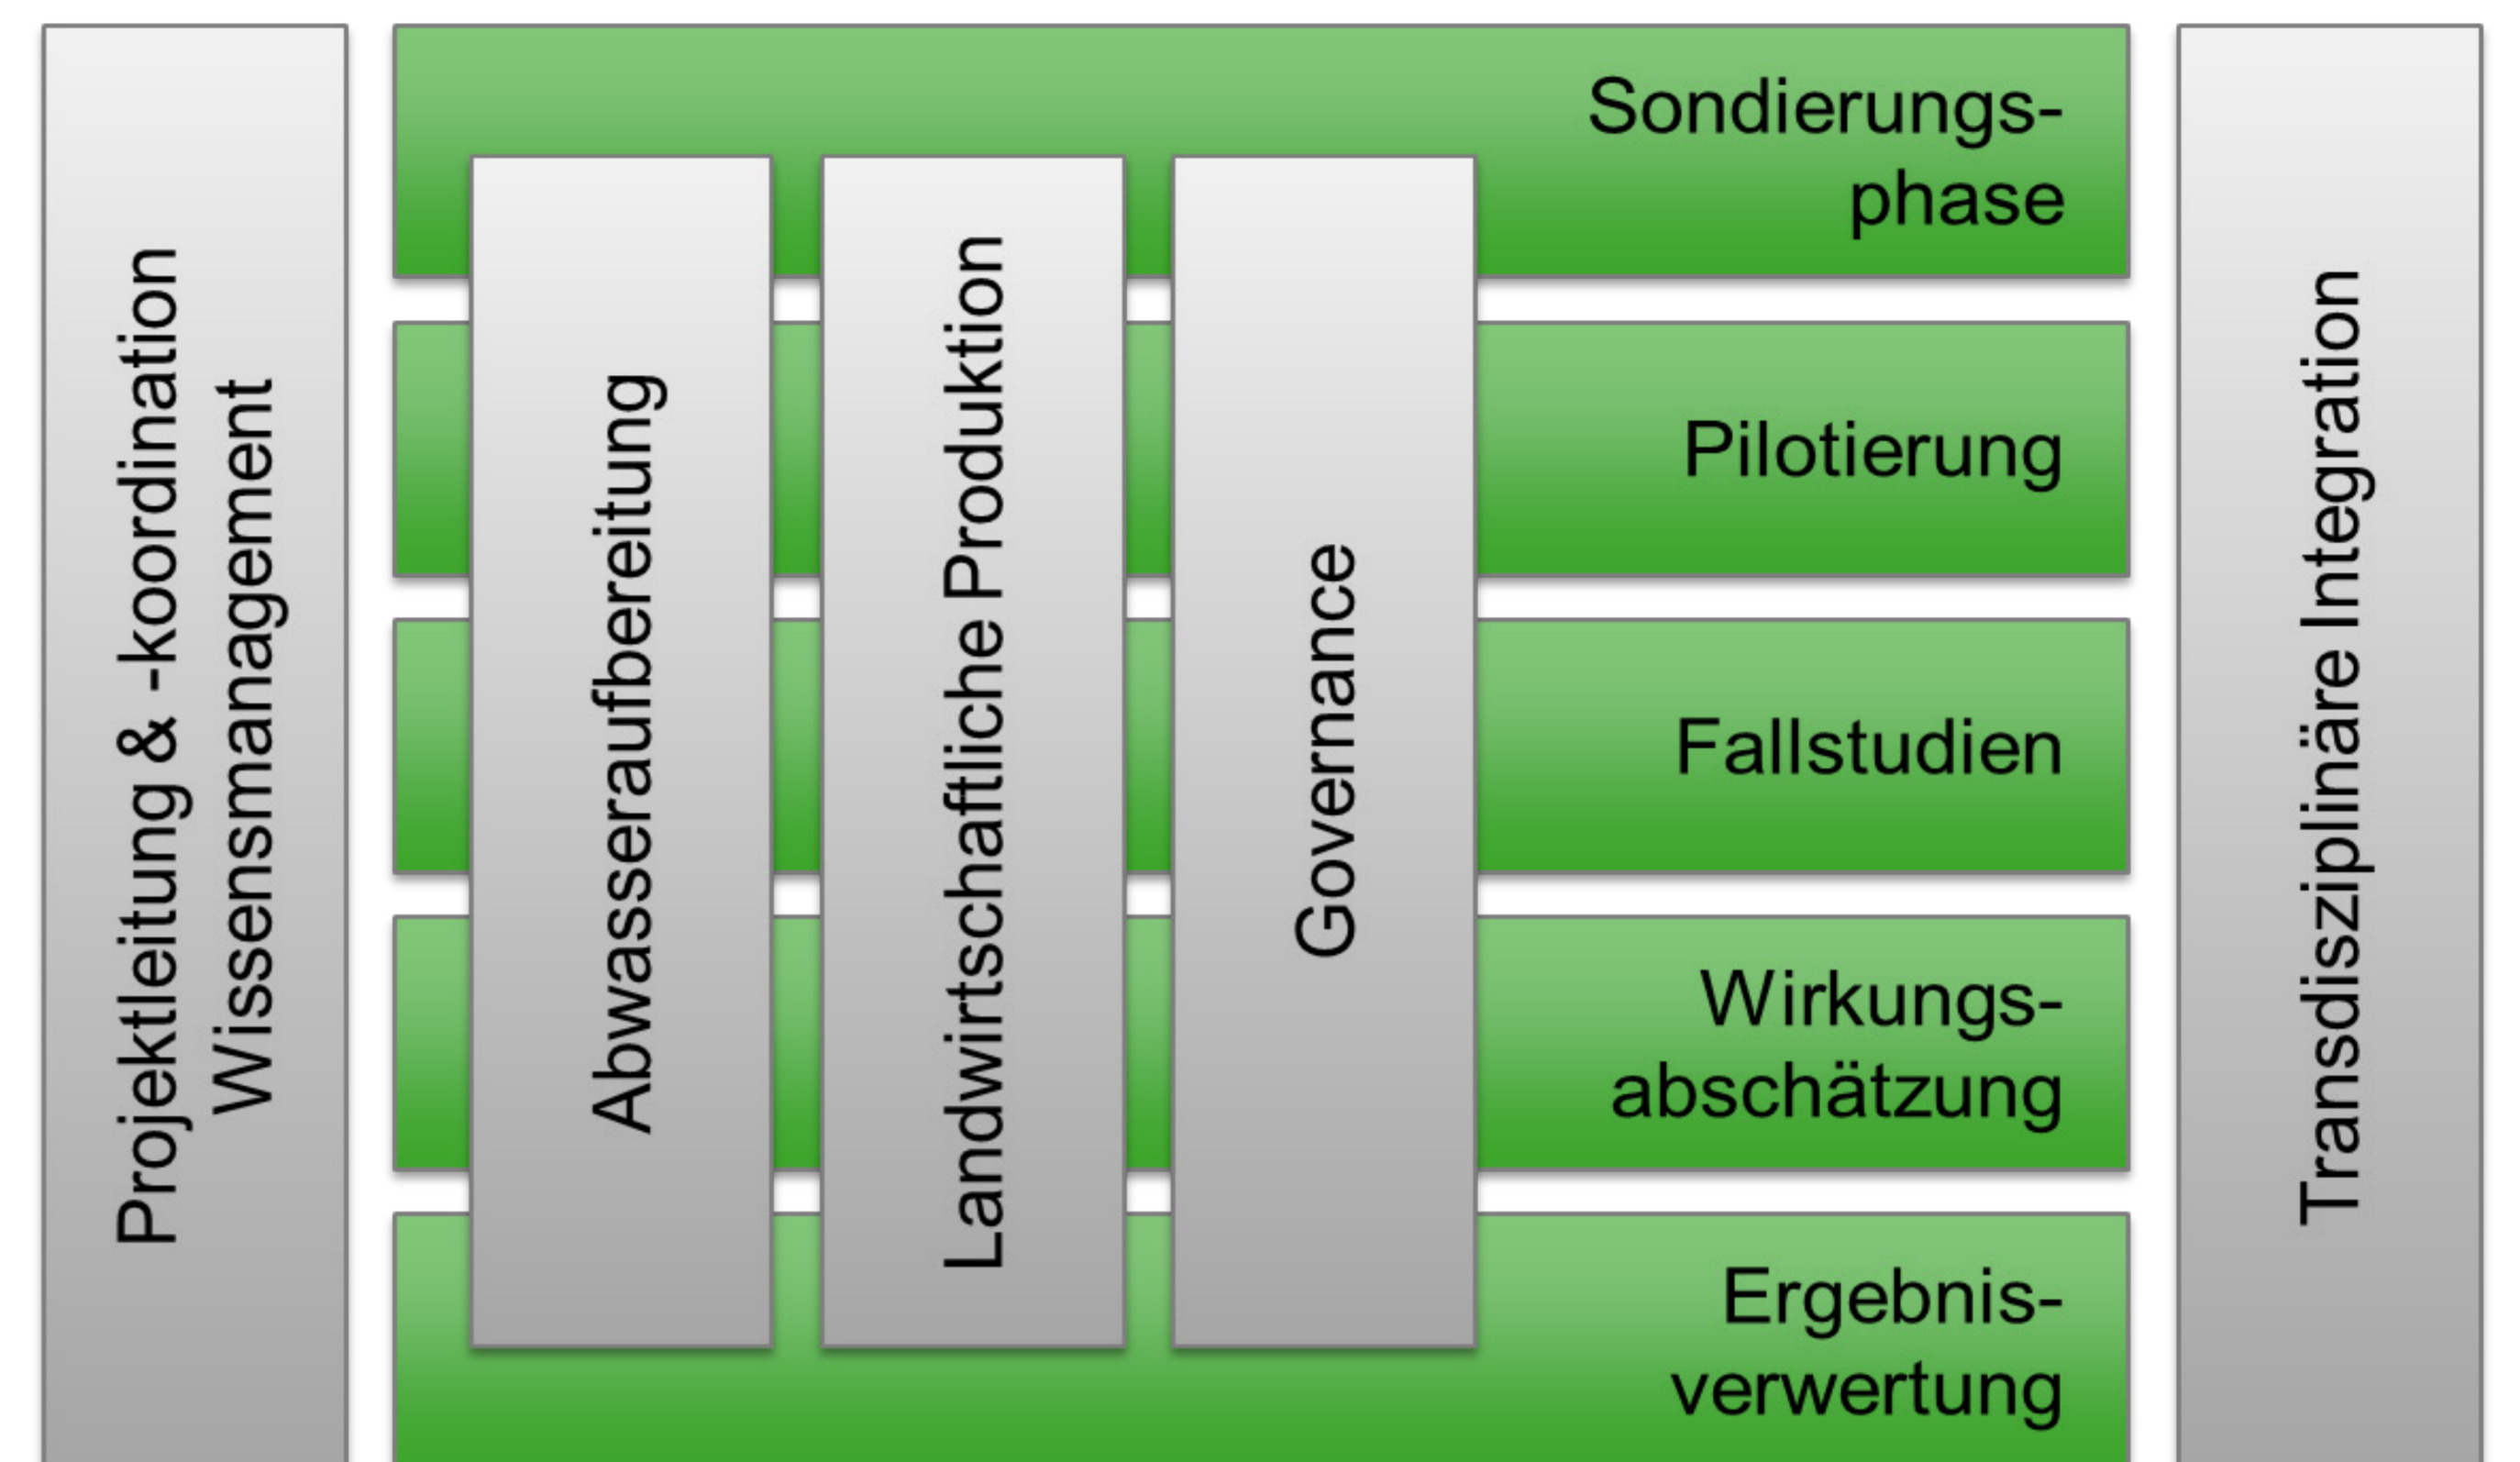 Projektleitung & -koordination
Wissensmanagement
Abwasseraufbereitung
Landwirtschaftliche Produktion
Governance
Sondierungs-
phase
Pilotierung
Fallstudien
Wirkungs-
abschätzung
Ergebnis-
verwertung
Transdisziplinäre Integration